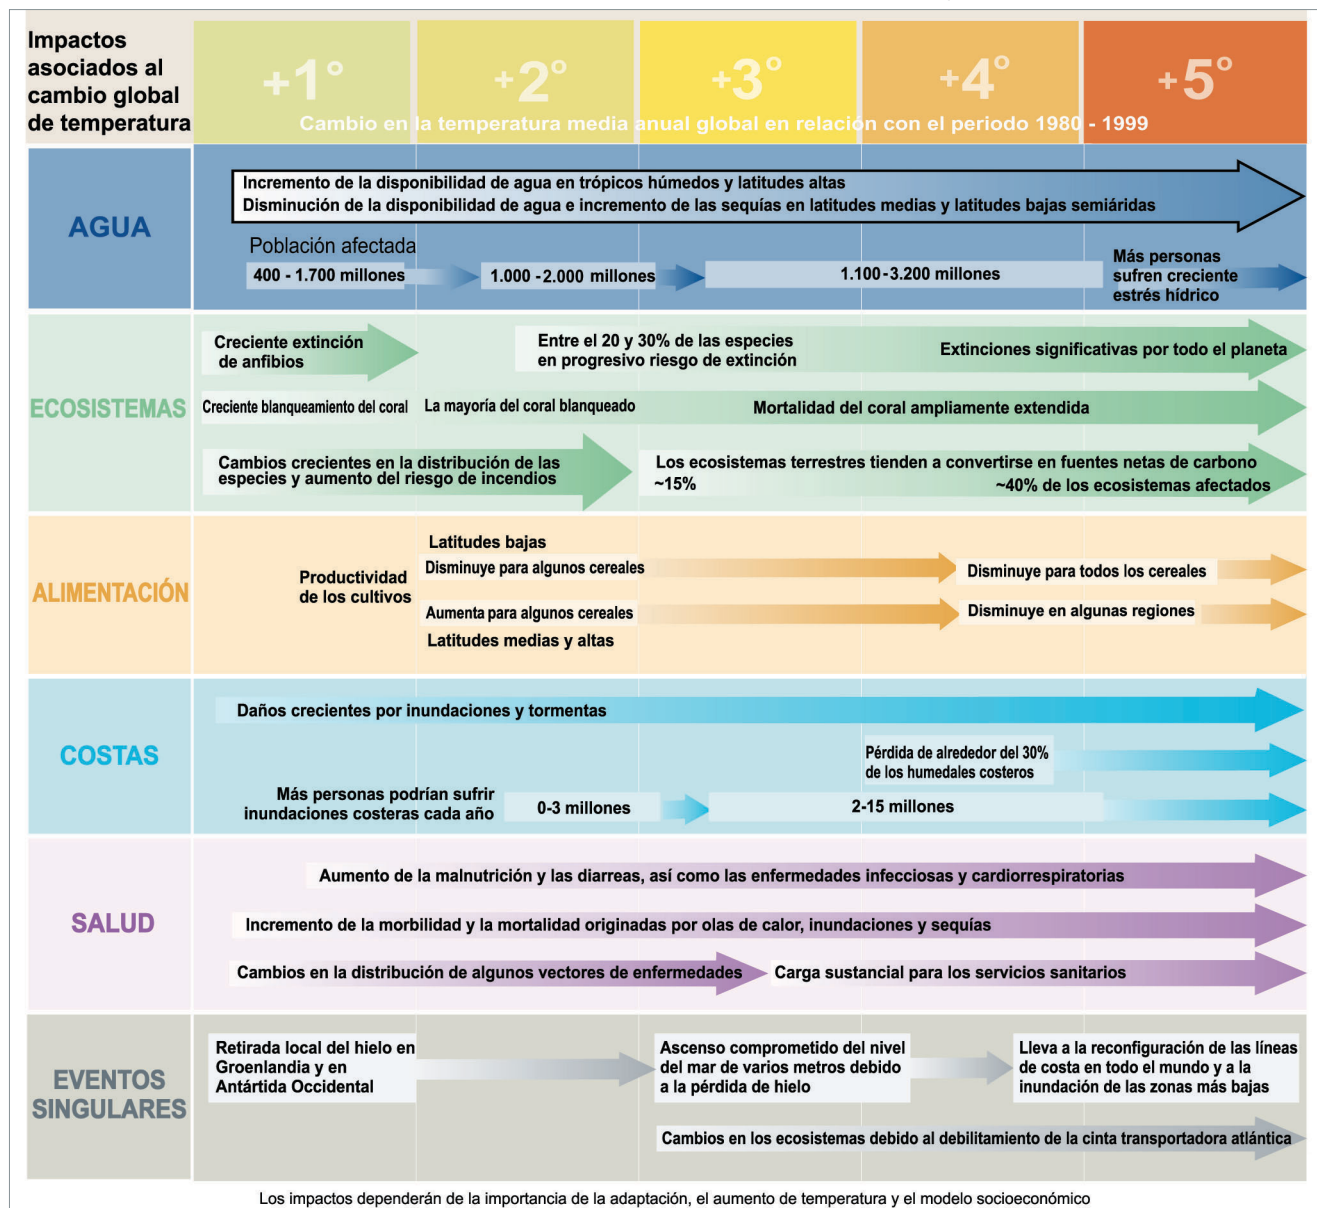 Impactos
asociados al
cambio global
de temperatura
+1°
+2°
+3°
+4°
+5°
Cambio en la temperatura media anual global en relación con el periodo 1980 - 1999
AGUA
Incremento de la disponibilidad de agua en trópicos húmedos y latitudes altas
Disminución de la disponibilidad de agua e incremento de las sequías en latitudes medias y latitudes bajas semiáridas
Población afectada
400 - 1.700 millones
1.000 - 2.000 millones
1.100 - 3.200 millones
Más personas
sufren creciente
estrés hídrico
ECOSISTEMAS
Creciente extinción
de anfibios
Entre el 20 y 30% de las especies
en progresivo riesgo de extinción
Extinciones significativas por todo el planeta
Creciente blanqueamiento del coral
La mayoría del coral blanqueado
Mortalidad del coral ampliamente extendida
Cambios crecientes en la distribución de las
especies y aumento del riesgo de incendios
Los ecosistemas terrestres tienden a convertirse en fuentes netas de carbono
~15%
~40% de los ecosistemas afectados
ALIMENTACIÓN
Productividad
de los cultivos
Latitudes bajas
Disminuye para algunos cereales
Disminuye para todos los cereales
Aumenta para algunos cereales
Disminuye en algunas regiones
Latitudes medias y altas
COSTAS
Daños crecientes por inundaciones y tormentas
Pérdida de alrededor del 30%
de los humedales costeros
Más personas podrían sufrir
inundaciones costeras cada año
0-3 millones
2-15 millones
SALUD
Aumento de la malnutrición y las diarreas, así como las enfermedades infecciosas y cardiorrespiratorias
Incremento de la morbilidad y la mortalidad originadas por olas de calor, inundaciones y sequías
Cambios en la distribución de algunos vectores de enfermedades
Carga sustancial para los servicios sanitarios
EVENTOS
SINGULARES
Retirada local del hielo en
Groenlandia y en
Antártida Occidental
Ascenso comprometido del nivel
del mar de varios metros debido
a la pérdida de hielo
Lleva a la reconfiguración de las líneas
de costa en todo el mundo y a la
inundación de las zonas más bajas
Cambios en los ecosistemas debido al debilitamiento de la cinta transportadora atlántica
Los impactos dependerán de la importancia de la adaptación, el aumento de temperatura y el modelo socioeconómico